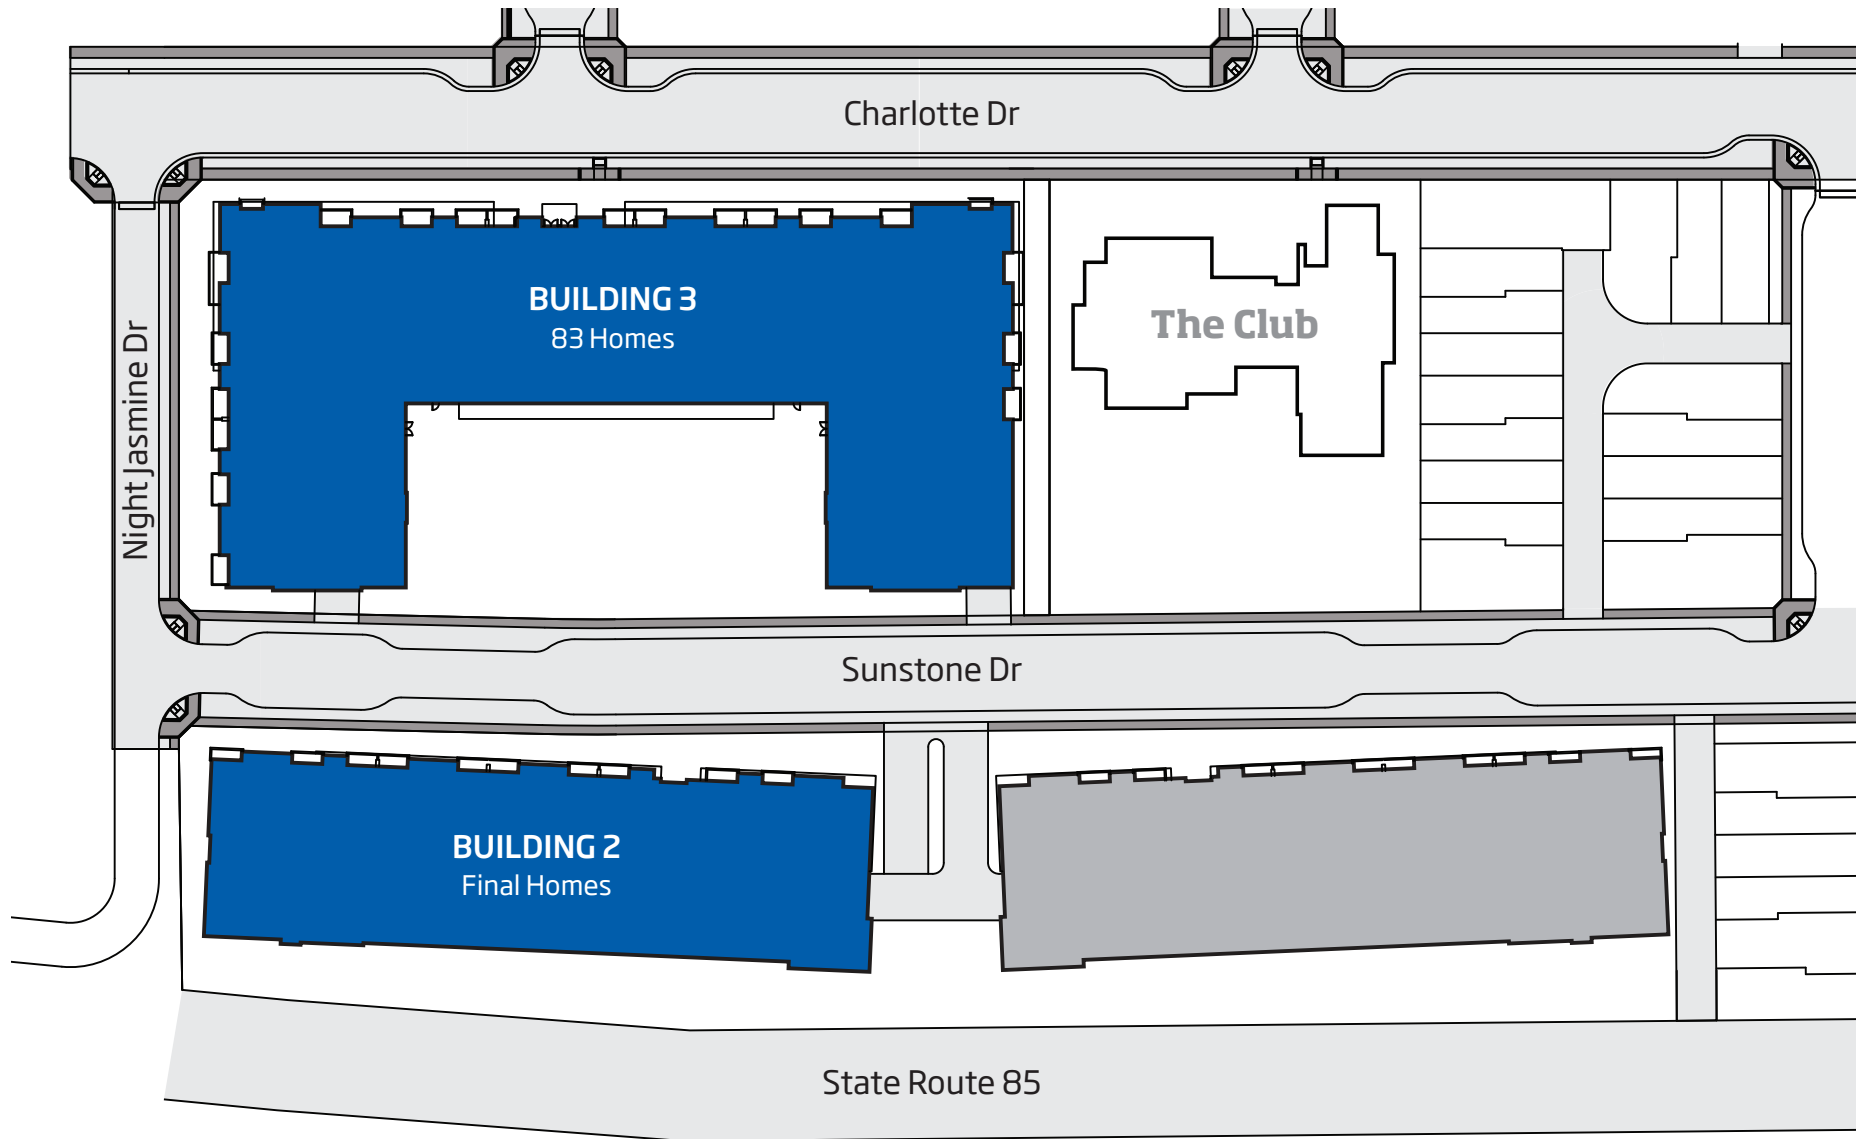 Charlotte Dr
BUILDING 3
83 Homes
The Club
Night Jasmine Dr
Sunstone Dr
BUILDING 2
Final Homes
State Route 85